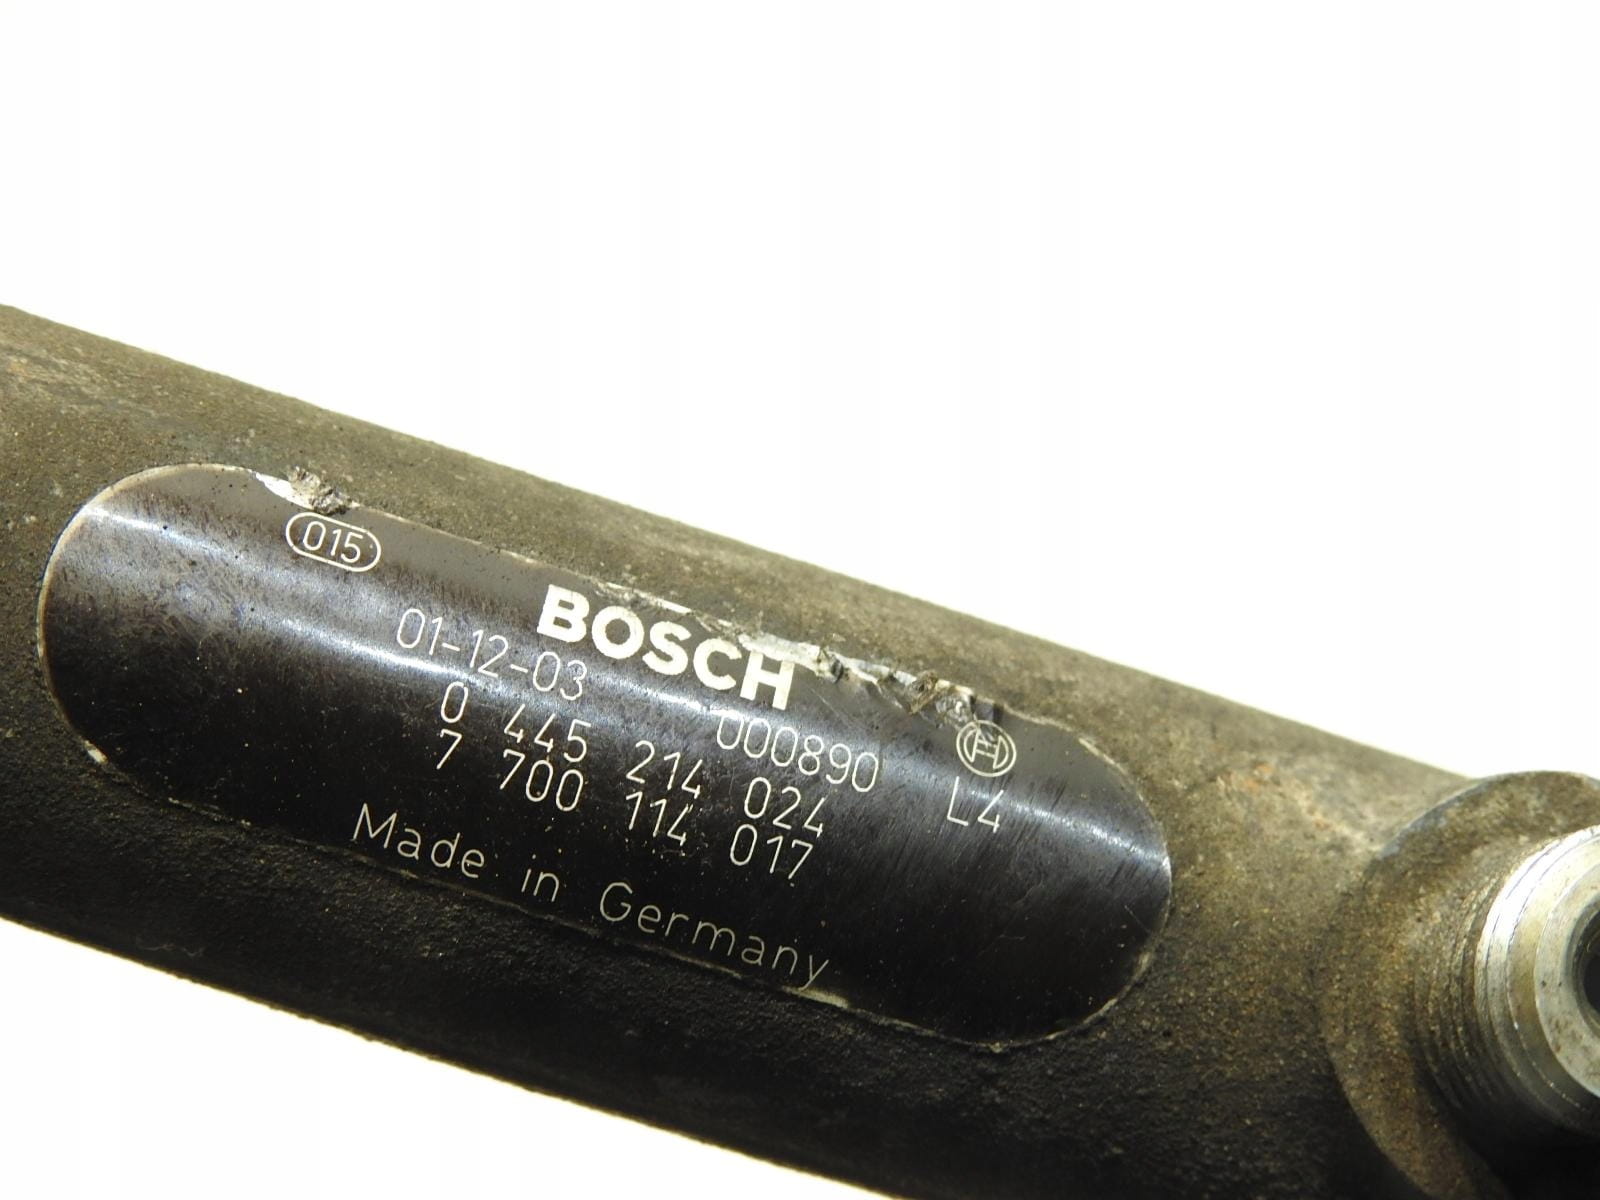 015
BOSCH
01-12-03 000890 L4
0 445 214 024
7 700 114 017
Made in Germany